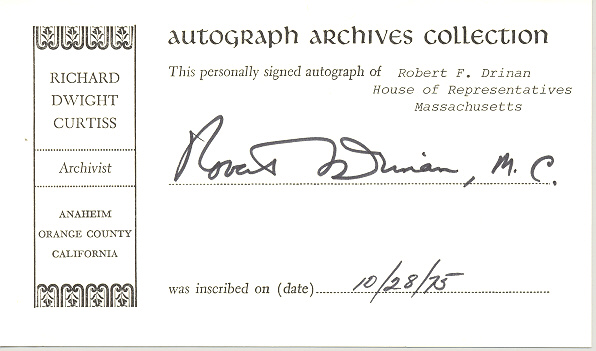 autograph archives collection
RICHARD
DWIGHT
CURTISS
Archivist
ANAHEIM
ORANGE COUNTY
CALIFORNIA
This personally signed autograph of Robert F. Drinan
House of Representatives
Massachusetts
Robert F Drinan, M.C.
was inscribed on (date) 10/28/75